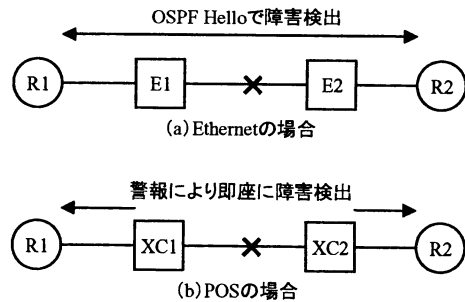 OSPF Helloで障害検出
R1 E1 E2 R2
(a)Ethernetの場合
警報により即座に障害検出
R1 XC1 XC2 R2
(b)POSの場合